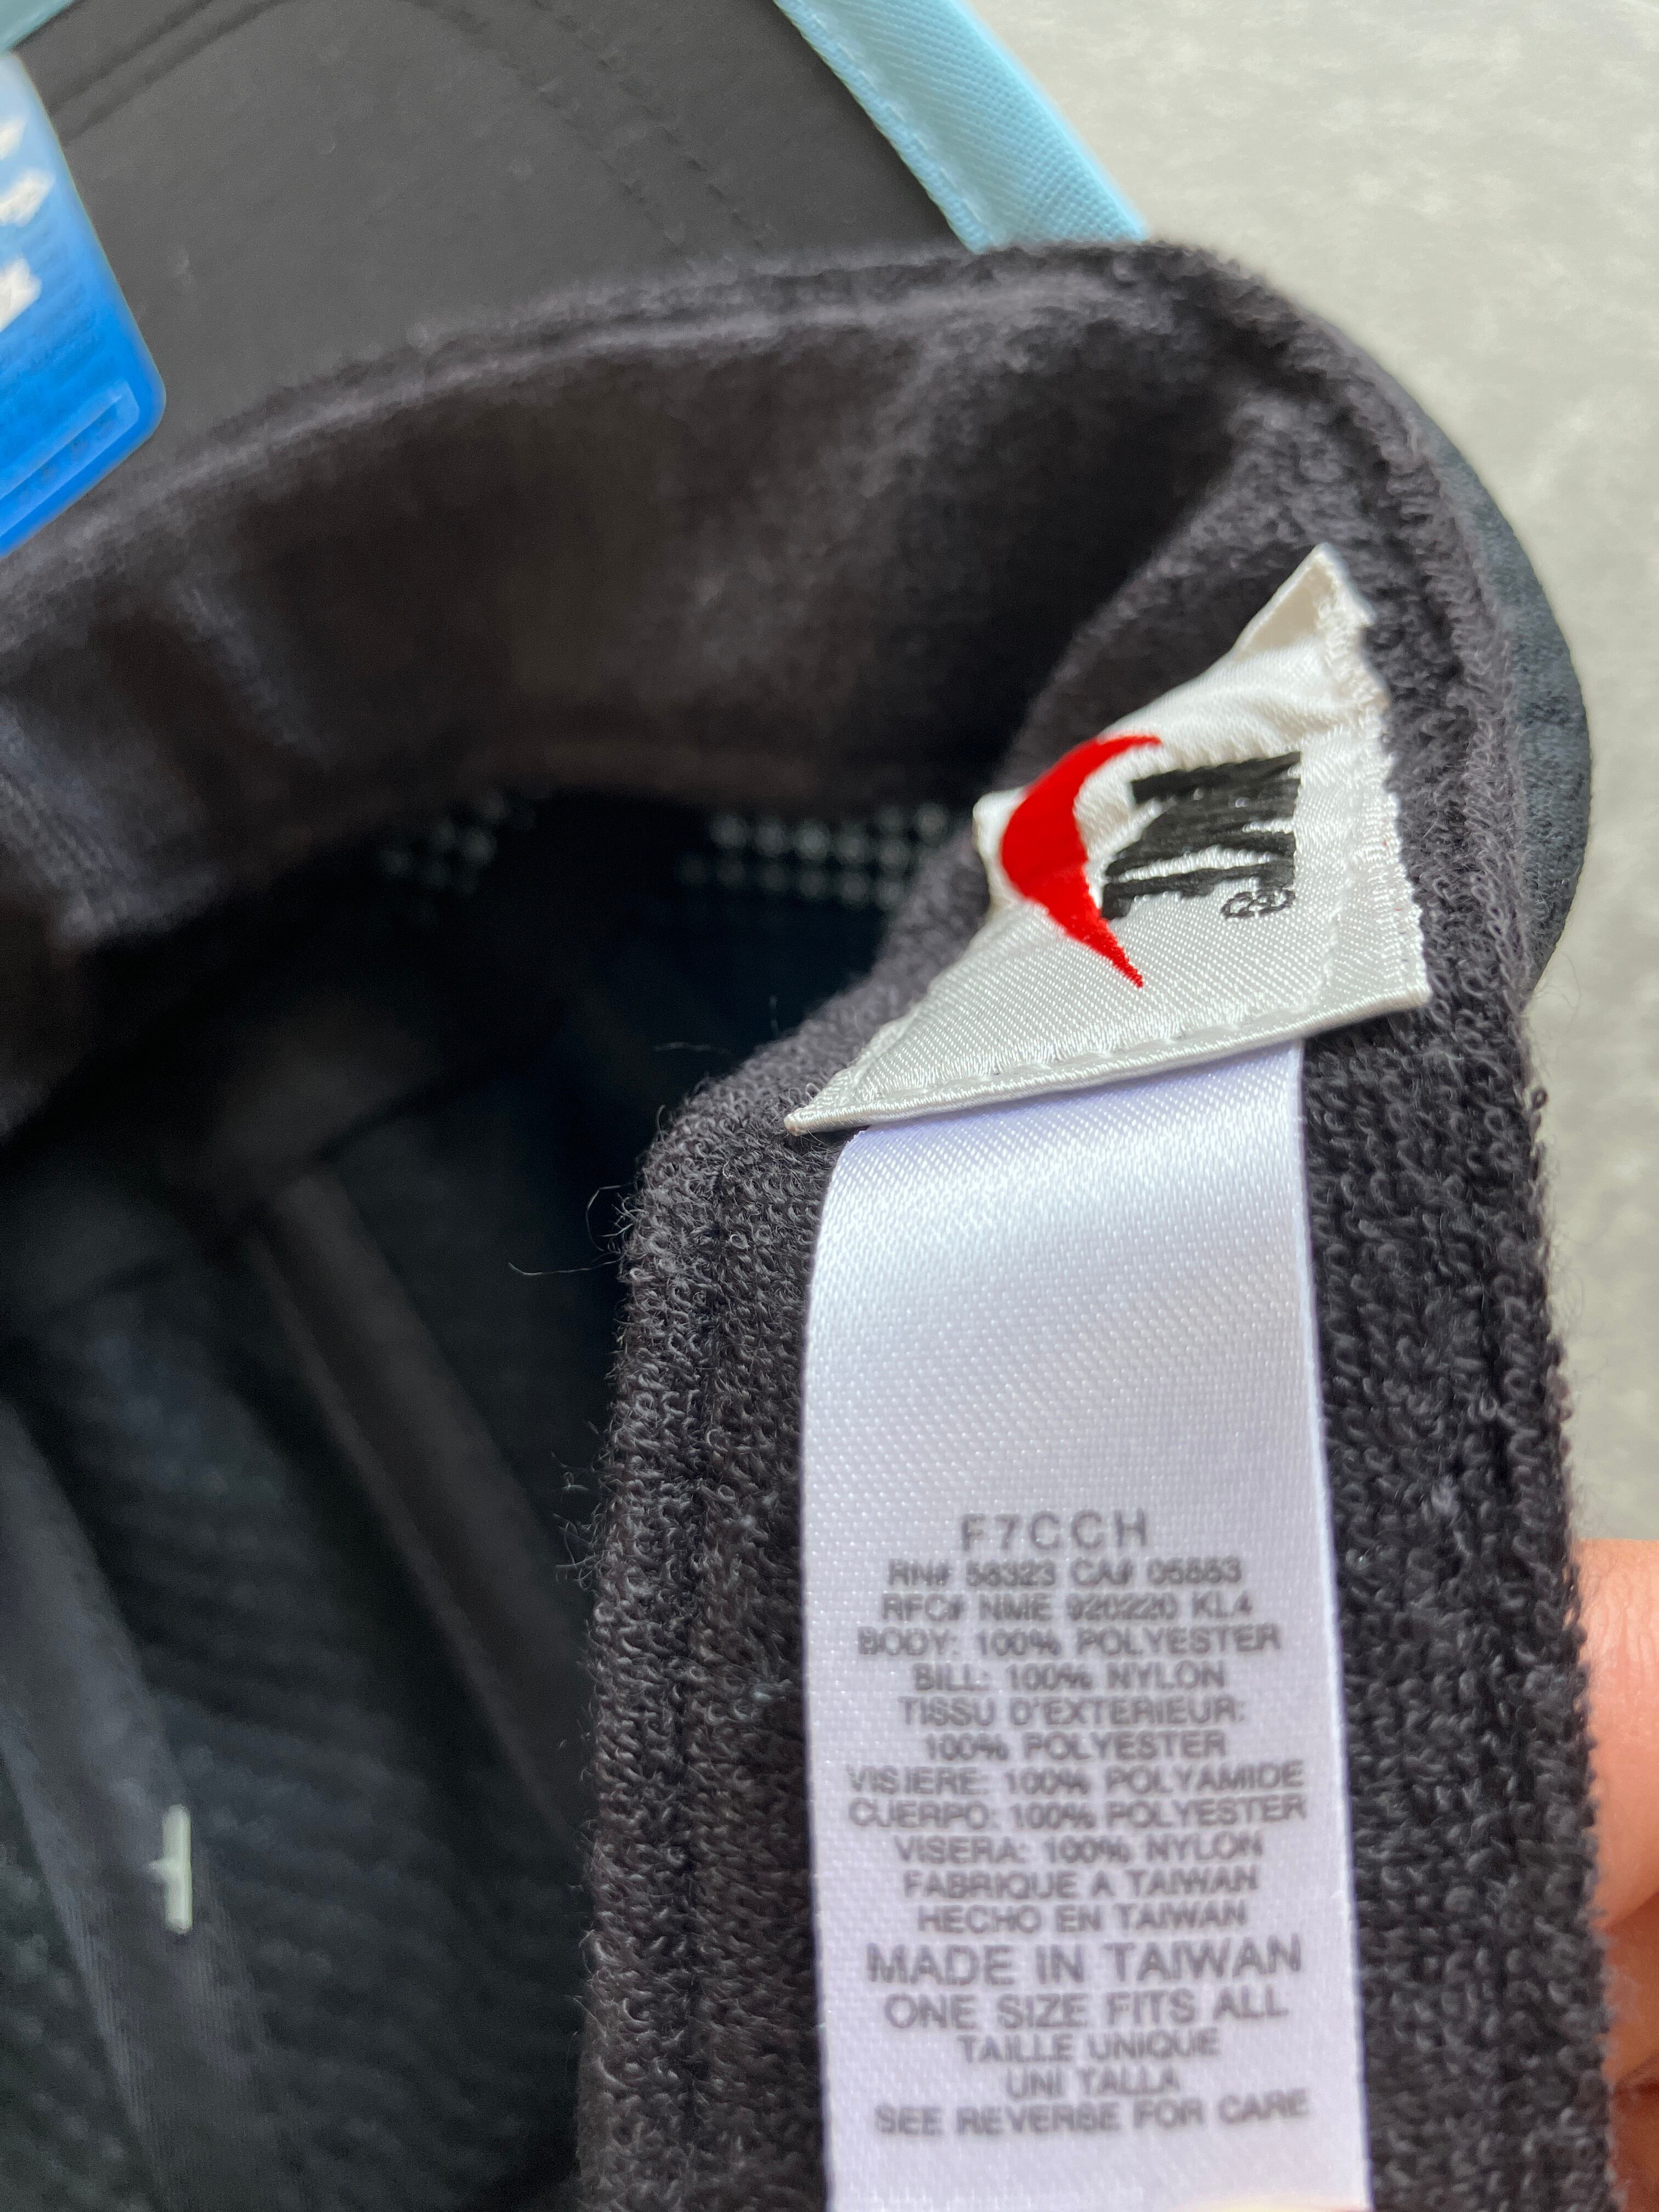 NIKE®
F7CCH
RN# 58323 CA# 05553
RFC# NME 920220 KL4
BODY: 100% POLYESTER
BILL: 100% NYLON
TISSU D'EXTERIEUR:
100% POLYESTER
VISIERE: 100% POLYAMIDE
CUERPO: 100% POLYESTER
VISERA: 100% NYLON
FABRIQUE A TAIWAN
HECHO EN TAIWAN
MADE IN TAIWAN
ONE SIZE FITS ALL
TAILLE UNIQUE
UNI TALLA
SEE REVERSE FOR CARE